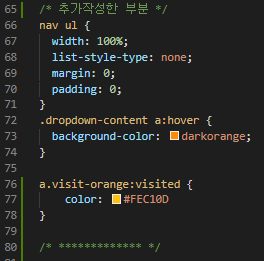 65 /* 추가작성한 부분 */
66 nav ul {
67 width: 100%;
68 list-style-type: none;
69 margin: 0;
70 padding: 0;
71 }
72 .dropdown-content a:hover {
73 background-color: darkorange;
74 }
75
76 a.visit-orange:visited {
77 color: #FEC10D
78 }
79
80 /* ************* */
81